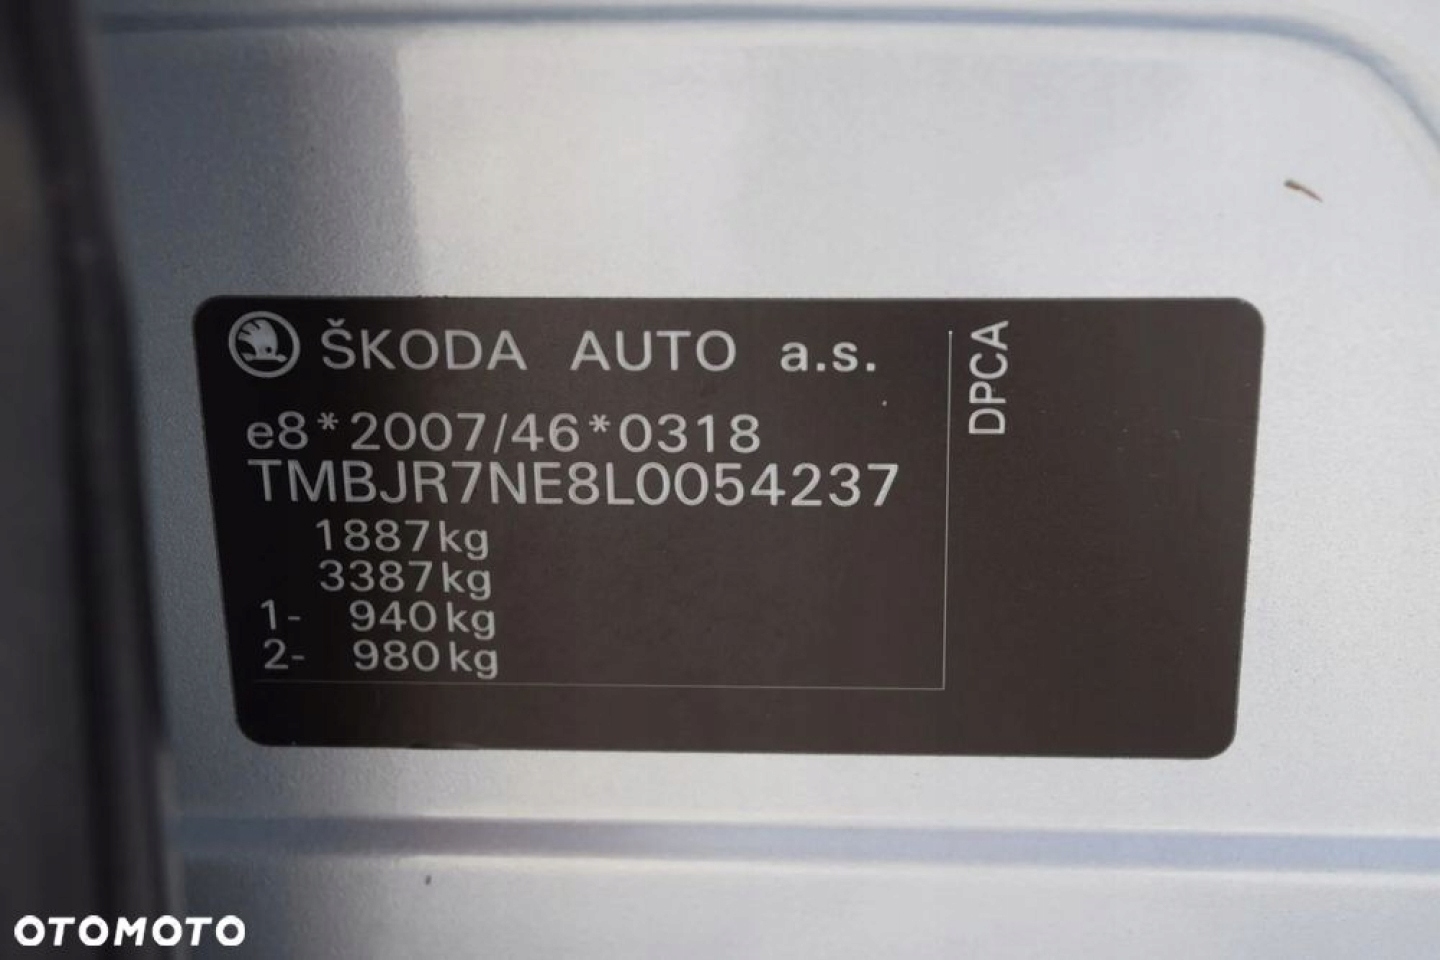 ŠKODA AUTO a.s.
e8*2007/46*0318
TMBJR7NE8L0054237
1887kg
3387kg
1- 940kg
2- 980kg
DPCA
OTOMOTO